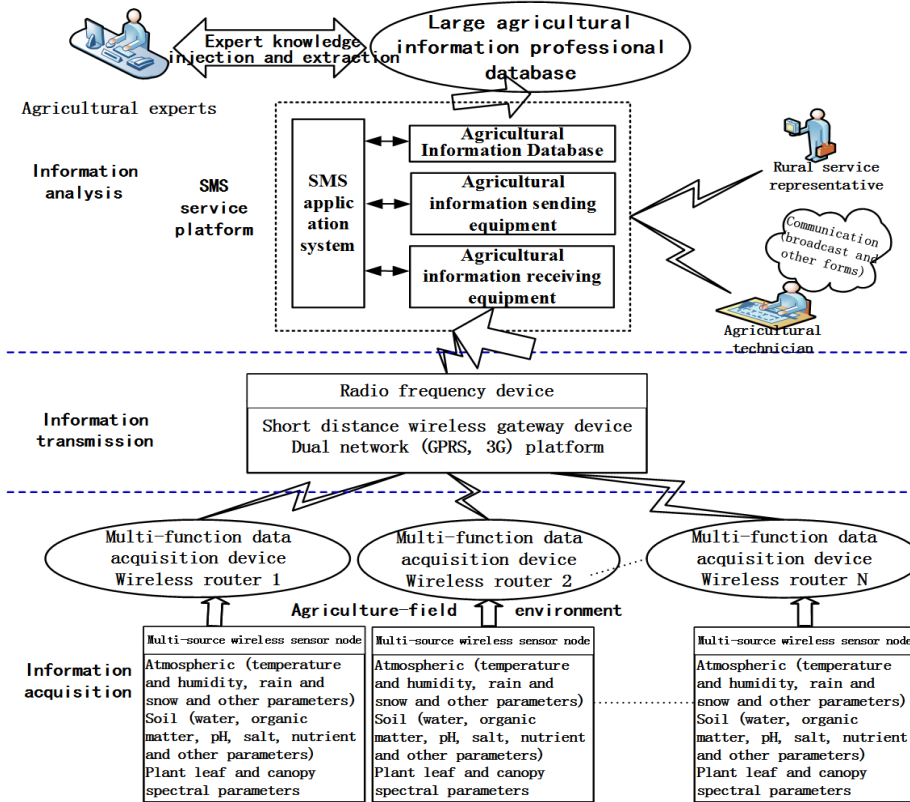 Large agricultural
information professional
database
Expert knowledge
injection and extraction
Agricultural experts
Information
analysis
SMS
service
platform
SMS
applic
ation
system
Agricultural
Information Database
Agricultural
information sending
equipment
Agricultural
information receiving
equipment
Rural service
representative
Communication
(broadcast and
other forms)
Agricultural
technician
Information
transmission
Radio frequency device
Short distance wireless gateway device
Dual network (GPRS, 3G) platform
Multi-function data
acquisition device
Wireless router 1
Multi-function data
acquisition device
Wireless router 2
Multi-function data
acquisition device
Wireless router N
Agriculture-field environment
Information
acquisition
Multi-source wireless sensor node
Atmospheric (temperature
and humidity, rain and
snow and other parameters)
Soil (water, organic
matter, pH, salt, nutrient
and other parameters)
Plant leaf and canopy
spectral parameters
Multi-source wireless sensor node
Atmospheric (temperature
and humidity, rain and
snow and other parameters)
Soil (water, organic
matter, pH, salt, nutrient
and other parameters)
Plant leaf and canopy
spectral parameters
Multi-source wireless sensor node
Atmospheric (temperature
and humidity, rain and
snow and other parameters)
Soil (water, organic
matter, pH, salt, nutrient
and other parameters)
Plant leaf and canopy
spectral parameters